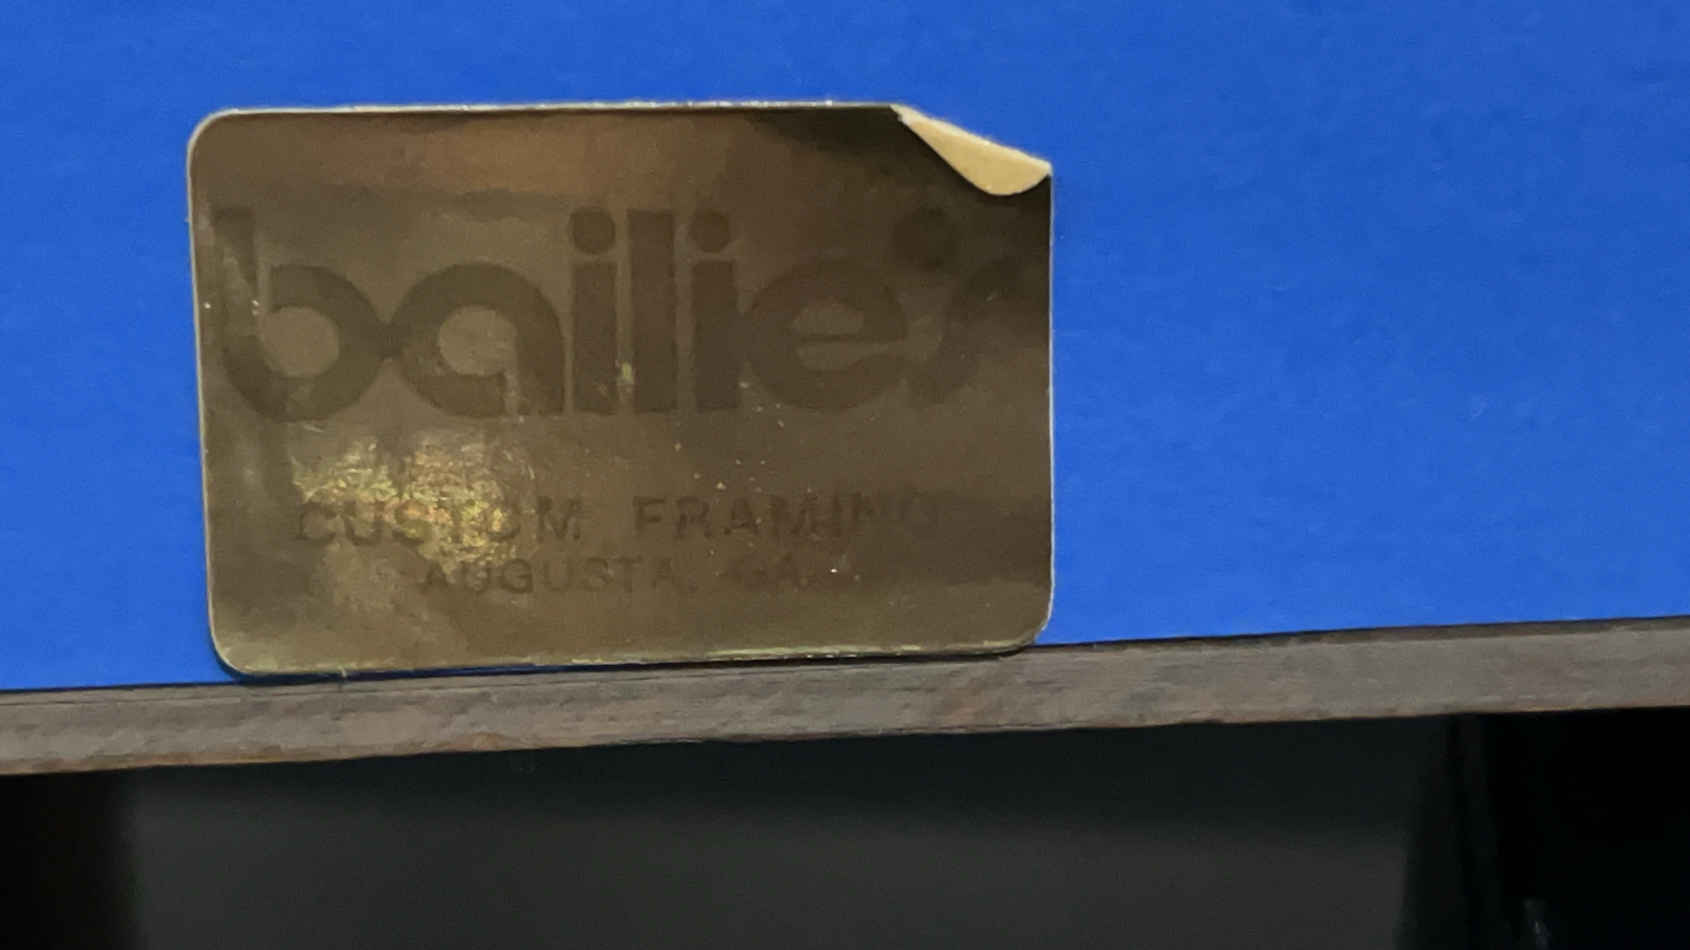 bailie's
CUSTOM FRAMING
AUGUSTA, GA.